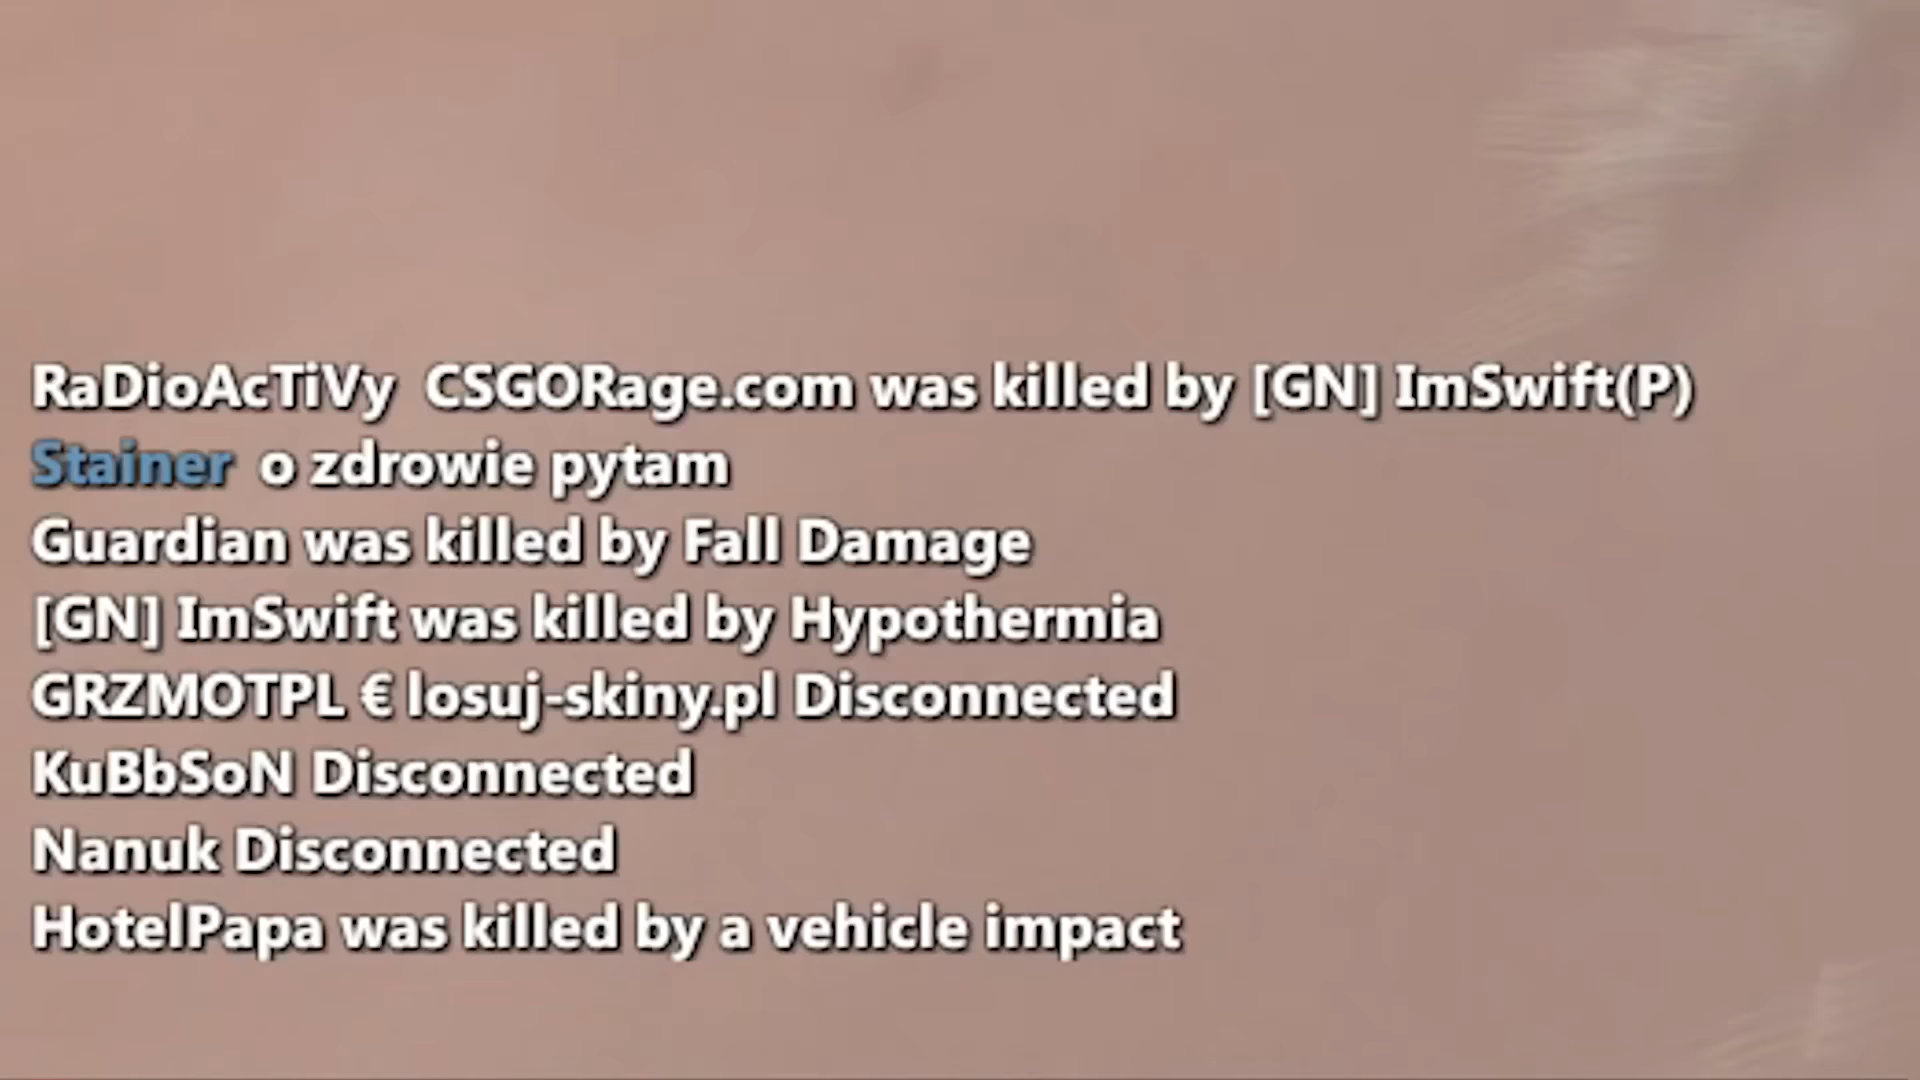 RaDioAcTiVy CSGORage.com was killed by [GN] ImSwift(P)
Stainer o zdrowie pytam
Guardian was killed by Fall Damage
[GN] ImSwift was killed by Hypothermia
GRZMOTPL € losuj-skiny.pl Disconnected
KuBbSoN Disconnected
Nanuk Disconnected
HotelPapa was killed by a vehicle impact